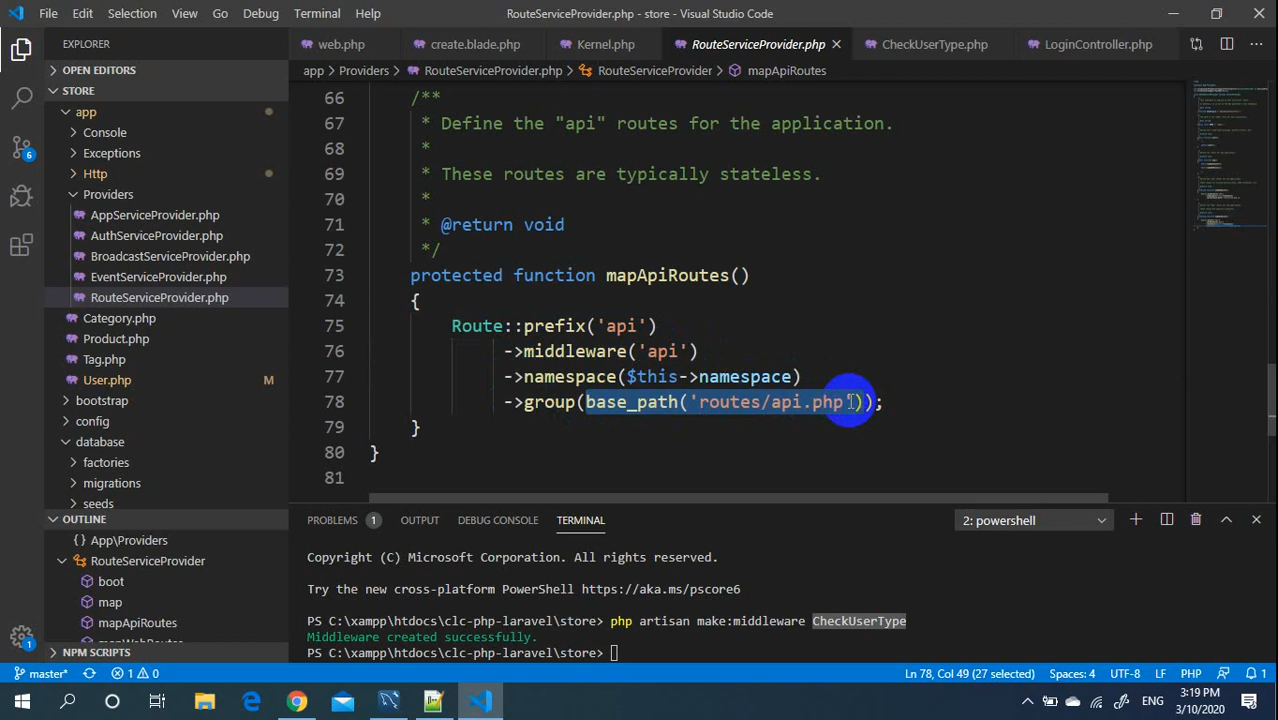 File Edit Selection View Go Debug Terminal Help RouteServiceProvider.php - store - Visual Studio Code
EXPLORER
OPEN EDITORS
STORE
app
Console
Exceptions
Http
Providers
AppServiceProvider.php
AuthServiceProvider.php
BroadcastServiceProvider.php
EventServiceProvider.php
RouteServiceProvider.php
Category.php
Product.php
Tag.php
User.php M
bootstrap
config
database
factories
migrations
seeds
OUTLINE
App\Providers
RouteServiceProvider
boot
map
mapApiRoutes
mapWebRoutes
NPM SCRIPTS
6
1
web.php create.blade.php Kernel.php RouteServiceProvider.php CheckUserType.php LoginController.php
app > Providers > RouteServiceProvider.php > RouteServiceProvider > mapApiRoutes
66 /**
67 * Define the "api" routes for the application.
68 *
69 * These routes are typically stateless.
70 *
71 * @return void
72 */
73 protected function mapApiRoutes()
74 {
75 Route::prefix('api')
76 ->middleware('api')
77 ->namespace($this->namespace)
78 ->group(base_path('routes/api.php'));
79 }
80 }
81
PROBLEMS 1 OUTPUT DEBUG CONSOLE TERMINAL 2: powershell
Copyright (C) Microsoft Corporation. All rights reserved.
Try the new cross-platform PowerShell https://aka.ms/pscore6
PS C:\xampp\htdocs\clc-php-laravel\store> php artisan make:middleware CheckUserType
Middleware created successfully.
PS C:\xampp\htdocs\clc-php-laravel\store>
master* 1 0 Ln 78, Col 49 (27 selected) Spaces: 4 UTF-8 LF PHP 1
ENG 3:19 PM
3/10/2020